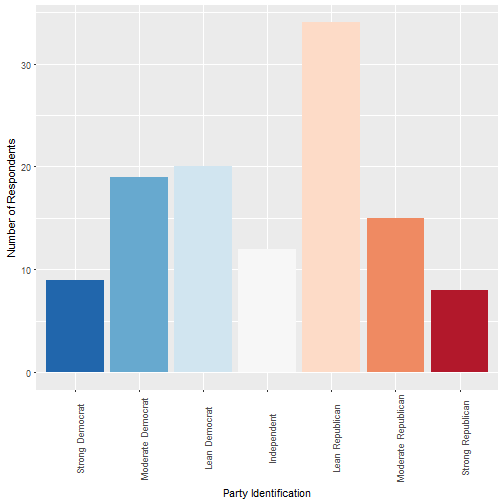 Number of Respondents
30
20
10
0
Strong Democrat
Moderate Democrat
Lean Democrat
Independent
Lean Republican
Moderate Republican
Strong Republican
Party Identification